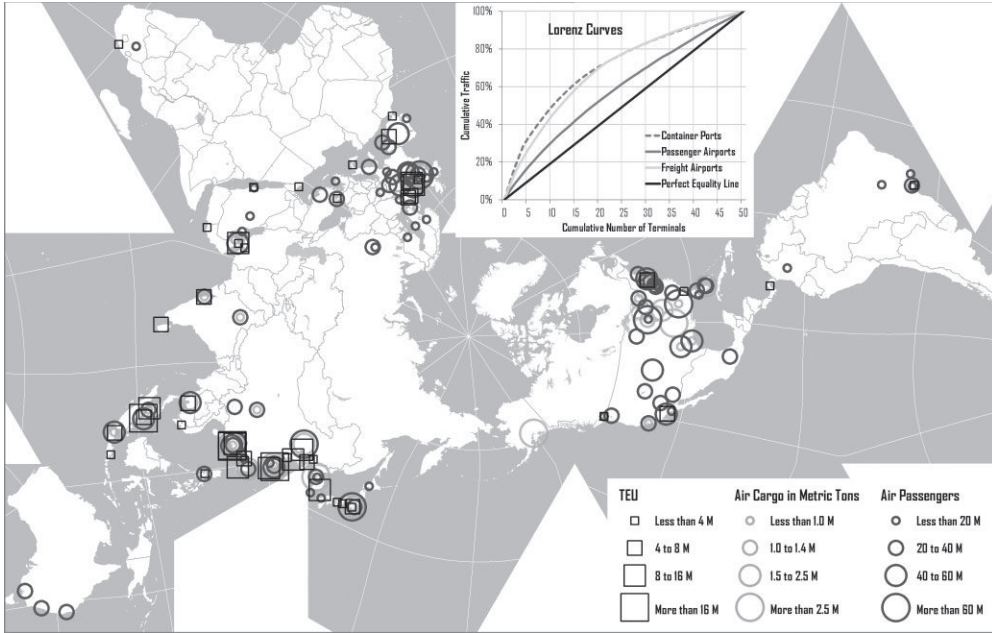 Lorenz Curves
100%
80%
60%
40%
20%
0%
Cumulative Traffic
Container Ports
Passenger Airports
Freight Airports
Perfect Equality Line
0 5 10 15 20 25 30 35 40 45 50
Cumulative Number of Terminals
TEU
Less than 4 M
4 to 8 M
8 to 16 M
More than 16 M
Air Cargo in Metric Tons
Less than 1.0 M
1.0 to 1.4 M
1.5 to 2.5 M
More than 2.5 M
Air Passengers
Less than 20 M
20 to 40 M
40 to 60 M
More than 60 M